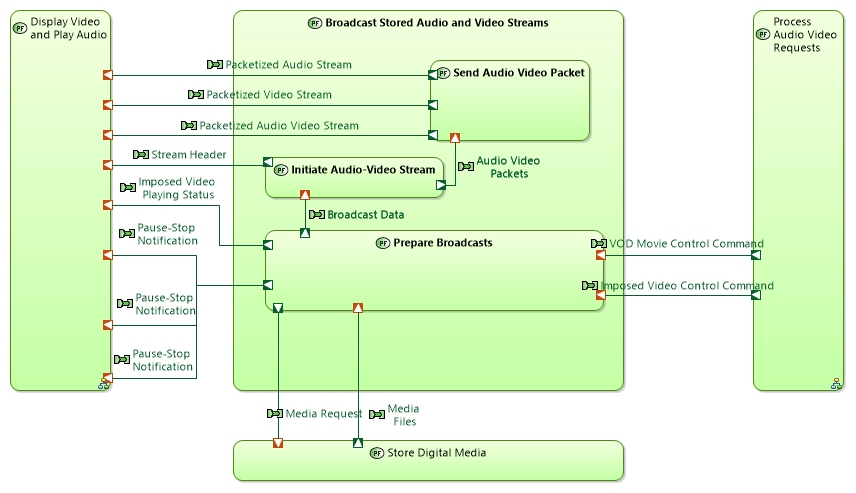 Display Video
and Play Audio
Broadcast Stored Audio and Video Streams
Process
Audio Video
Requests
Packetized Audio Stream
Send Audio Video Packet
Packetized Video Stream
Packetized Audio Video Stream
Stream Header
Initiate Audio-Video Stream
Audio Video
Packets
Imposed Video
Playing Status
Broadcast Data
Pause-Stop
Notification
Prepare Broadcasts
VOD Movie Control Command
Imposed Video Control Command
Pause-Stop
Notification
Pause-Stop
Notification
Media Request
Media
Files
Store Digital Media
PF
PF
PF
PF
PF
PF
PF